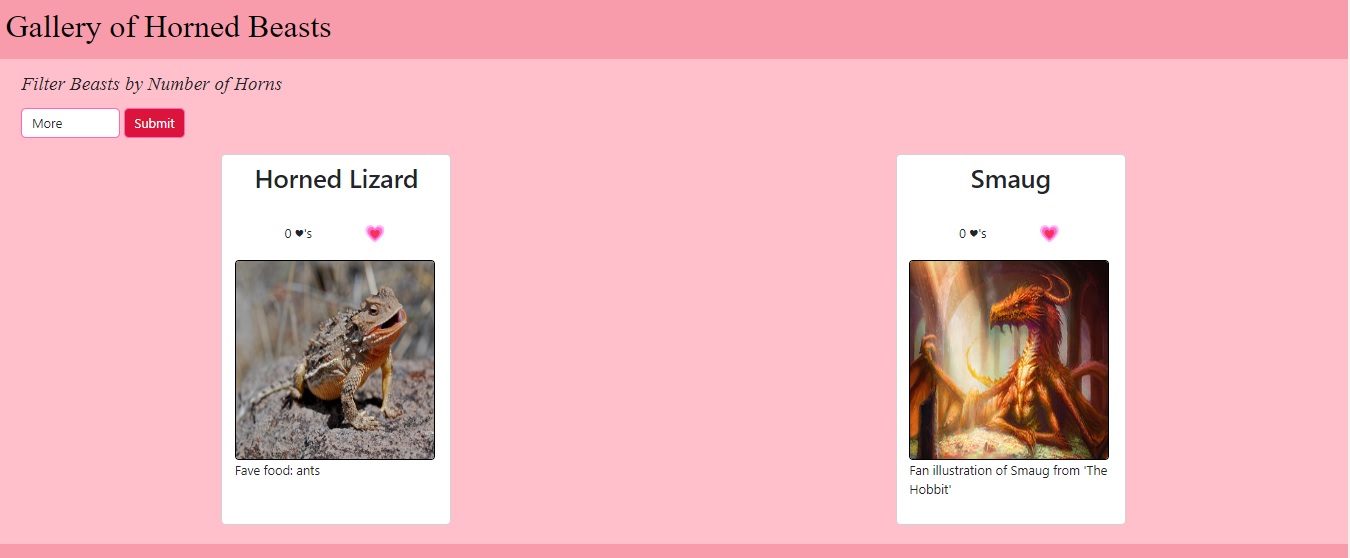 Gallery of Horned Beasts
Filter Beasts by Number of Horns
More
Submit
Horned Lizard
0 ♥'s
Fave food: ants
Smaug
0 ♥'s
Fan illustration of Smaug from 'The
Hobbit'